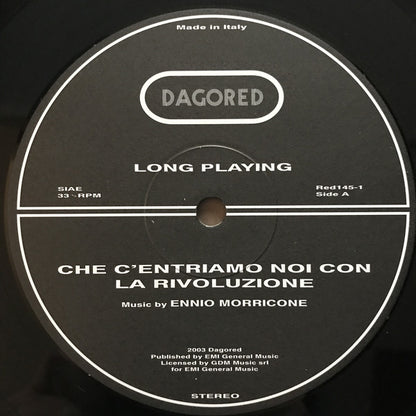 Made in Italy
DAGORED
LONG PLAYING
SIAE
33 RPM
Red145-1
Side A
CHE C'ENTRIAMO NOI CON
LA RIVOLUZIONE
Music by ENNIO MORRICONE
2003 Dagored
Published by EMI General Music
Licensed by GDM Music srl
for EMI General Music
STEREO